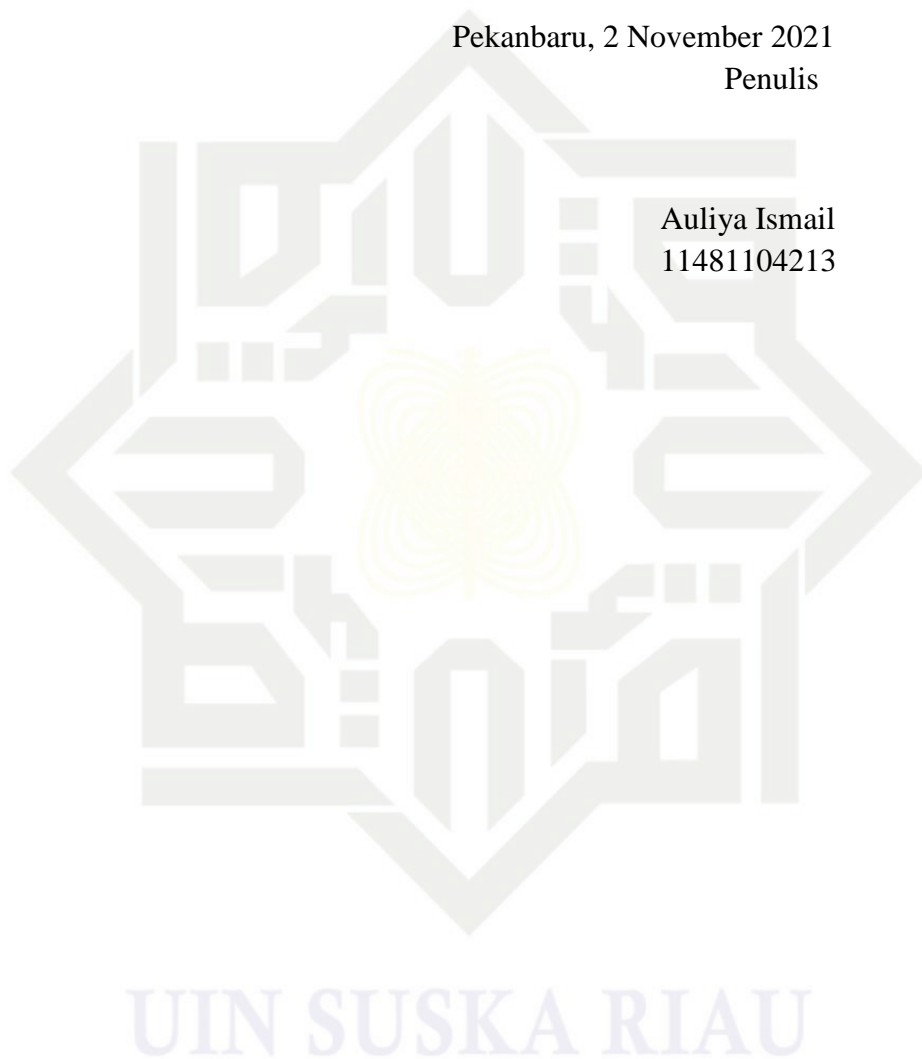 Pekanbaru, 2 November 2021
Penulis
Auliya Ismail
11481104213
UIN SUSKA RIAU